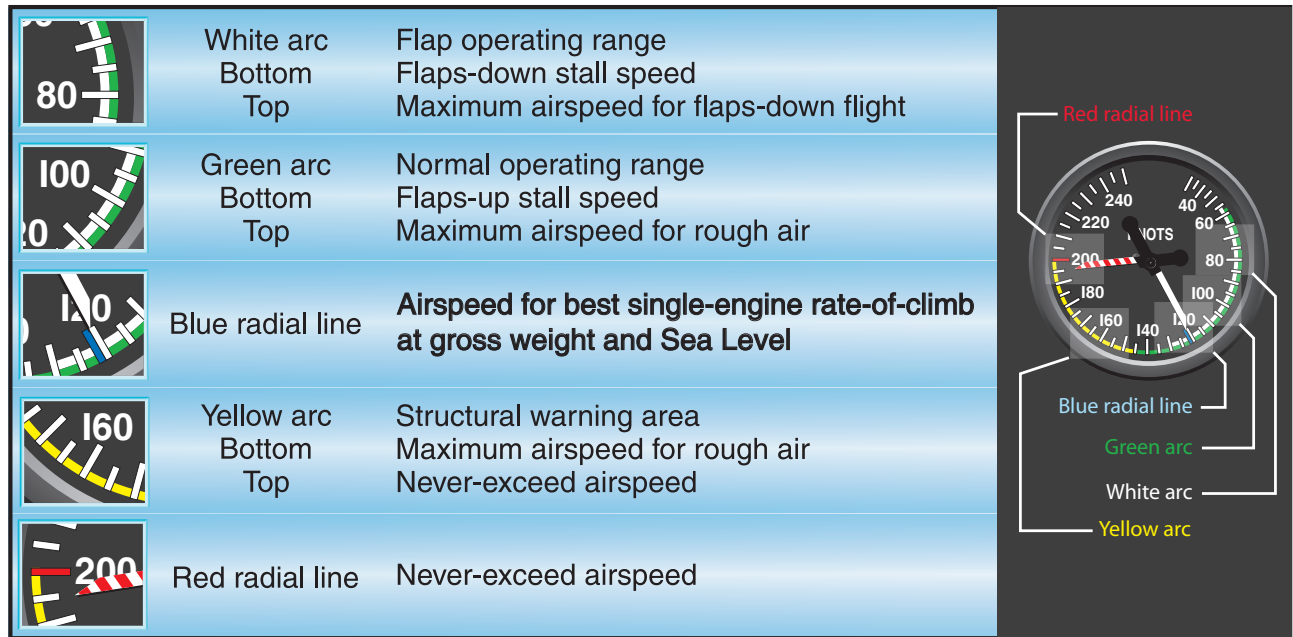 80
White arc Flap operating range
Bottom Flaps-down stall speed
Top Maximum airspeed for flaps-down flight
100
20
Green arc Normal operating range
Bottom Flaps-up stall speed
Top Maximum airspeed for rough air
120
Blue radial line
Airspeed for best single-engine rate-of-climb
at gross weight and Sea Level
160
Yellow arc Structural warning area
Bottom Maximum airspeed for rough air
Top Never-exceed airspeed
200
Red radial line Never-exceed airspeed
Red radial line
240
40
220
60
KNOTS
200
80
180
100
160
120
140
Blue radial line
Green arc
White arc
Yellow arc